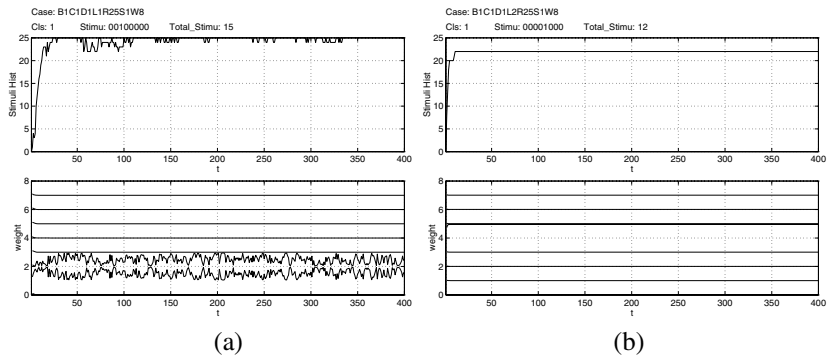 Case: B1C1D1L1R25S1W8
Cls: 1 Stimu: 00100000 Total_Stimu: 15
25
20
15
10
5
0
Stimuli Hist
50 100 150 200 250 300 350 400
t
8
6
4
2
0
weight
50 100 150 200 250 300 350 400
t
(a)
Case: B1C1D1L2R25S1W8
Cls: 1 Stimu: 00001000 Total_Stimu: 12
25
20
15
10
5
0
Stimuli Hist
50 100 150 200 250 300 350 400
t
8
6
4
2
0
weight
50 100 150 200 250 300 350 400
t
(b)